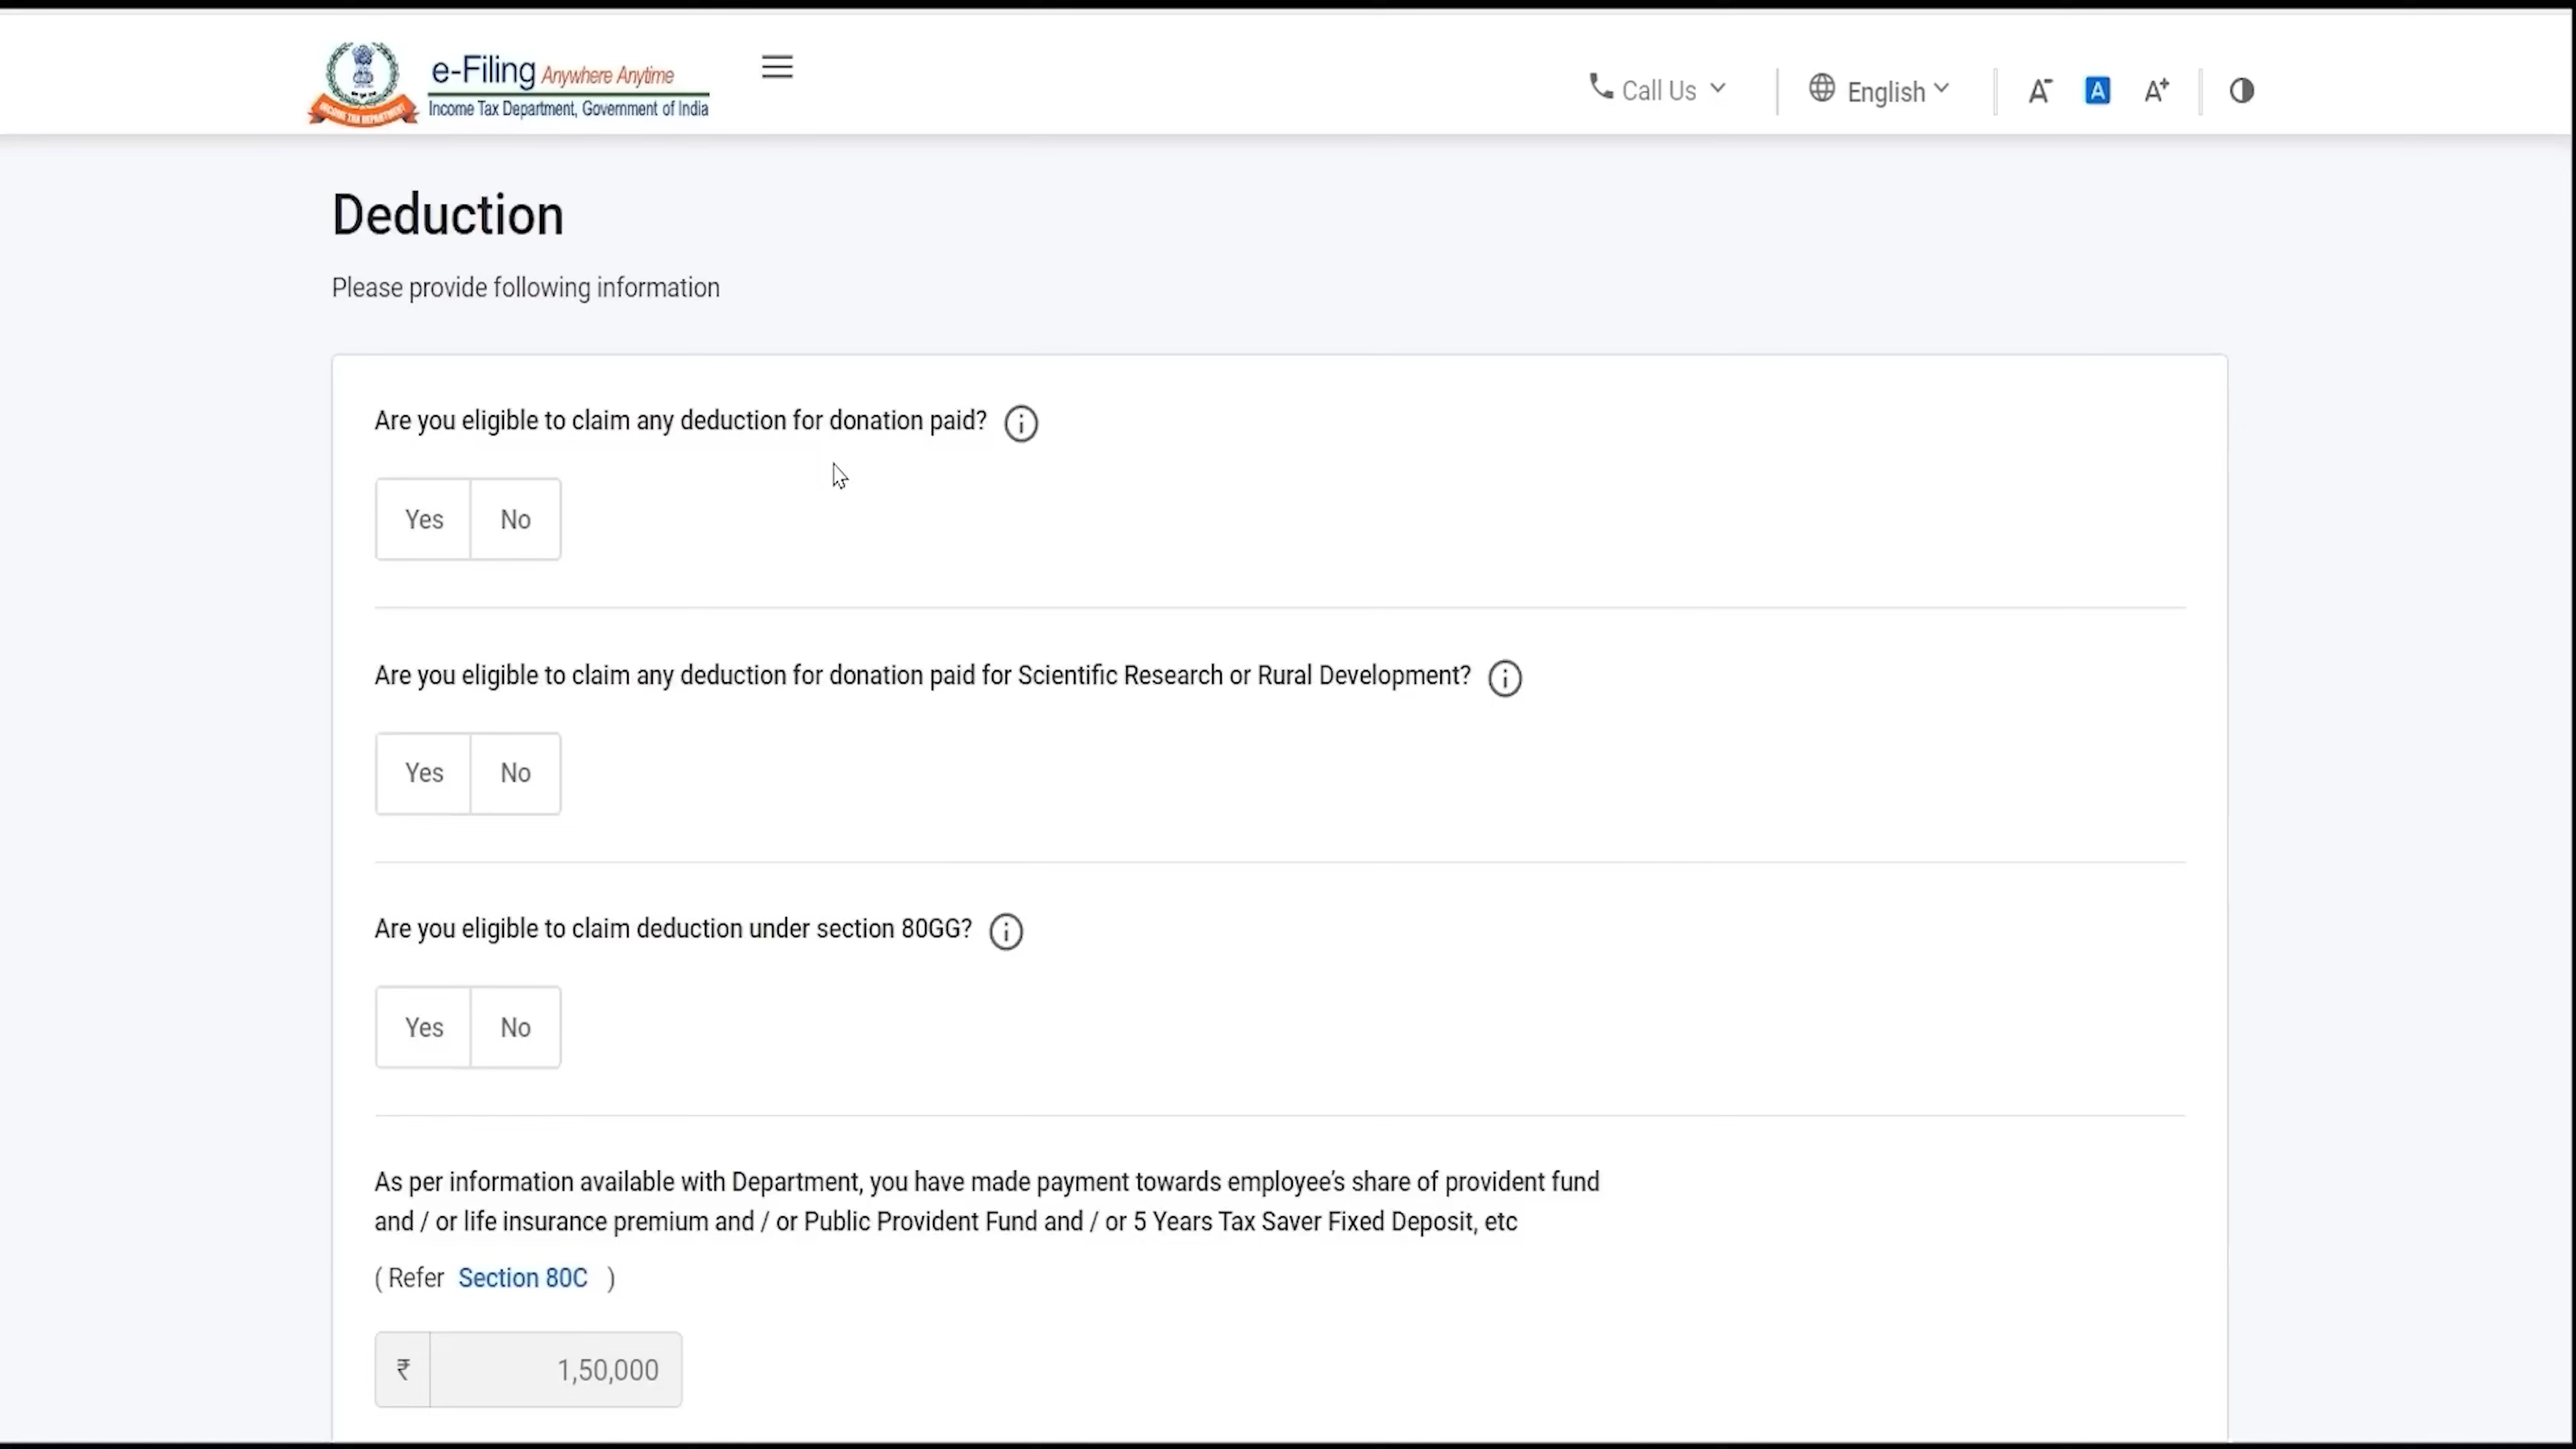 e-Filing Anywhere Anytime
Income Tax Department, Government of India
INCOME TAX DEPARTMENT
Call Us
English
A-
A
A+
Deduction
Please provide following information
Are you eligible to claim any deduction for donation paid?
Yes No
Are you eligible to claim any deduction for donation paid for Scientific Research or Rural Development?
Yes No
Are you eligible to claim deduction under section 80GG?
Yes No
As per information available with Department, you have made payment towards employee's share of provident fund
and / or life insurance premium and / or Public Provident Fund and / or 5 Years Tax Saver Fixed Deposit, etc
( Refer Section 80C )
₹ 1,50,000